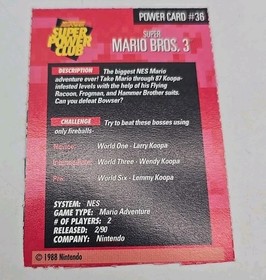 POWER CARD #36
SUPER
POWER
CLUB
SUPER
MARIO BROS. 3
DESCRIPTION The biggest NES Mario
adventure ever! Take Mario through 87 Koopa-
infested levels with the help of his Flying
Racoon, Frogman, and Hammer Brother suits.
Can you defeat Bowser?
CHALLENGE Try to beat these bosses using
only fireballs
Novice: World One - Larry Koopa
Intermediate: World Three - Wendy Koopa
Pro: World Six - Lemmy Koopa
SYSTEM: NES
GAME TYPE: Mario Adventure
# OF PLAYERS: 2
RELEASED: 2/90
COMPANY: Nintendo
© 1988 Nintendo